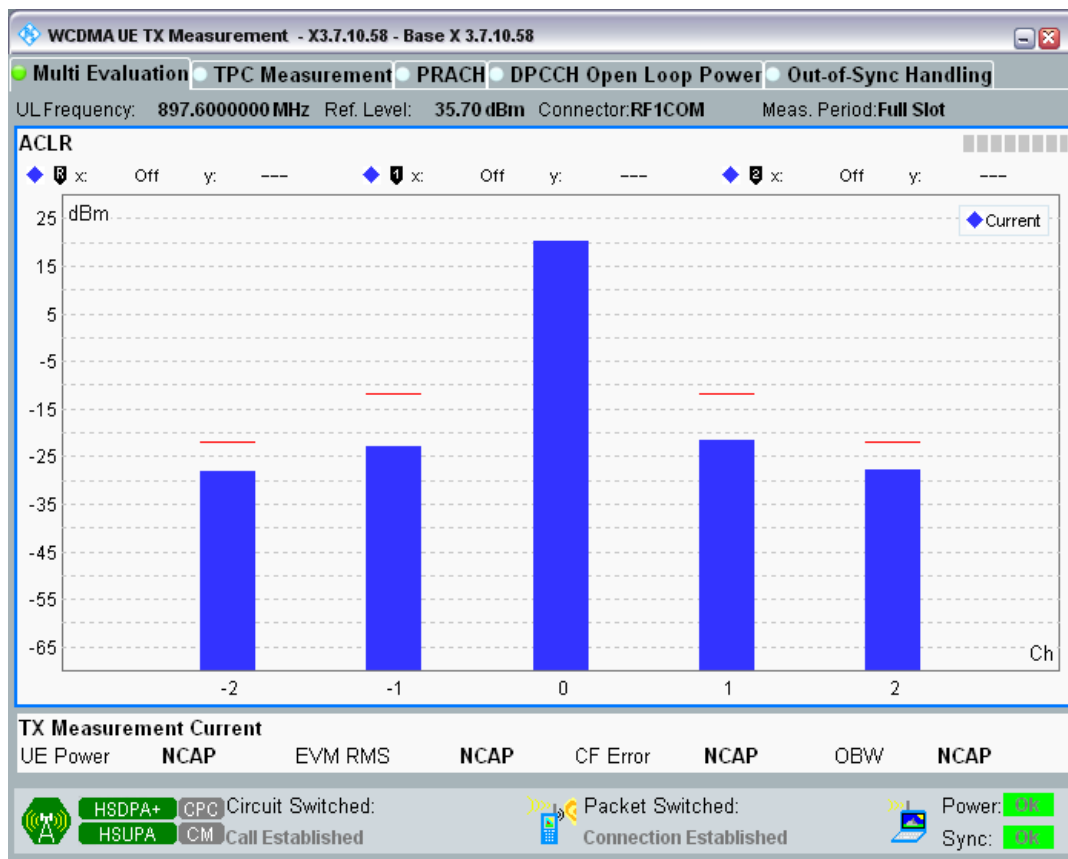 WCDMA UE TX Measurement - X3.7.10.58 - Base X 3.7.10.58
Multi Evaluation TPC Measurement PRACH DPCCH Open Loop Power Out-of-Sync Handling
UL Frequency: 897.6000000 MHz Ref. Level: 35.70 dBm Connector:RF1COM Meas. Period:Full Slot
ACLR
R x: Off y: --- 1 x: Off y: --- 2 x: Off y: ---
dBm
Current
25
15
5
-5
-15
-25
-35
-45
-55
-65
Ch
-2 -1 0 1 2
TX Measurement Current
UE Power NCAP EVM RMS NCAP CF Error NCAP OBW NCAP
HSDPA+ CPC Circuit Switched: Packet Switched: Power: OK
HSUPA CM Call Established Connection Established Sync: OK